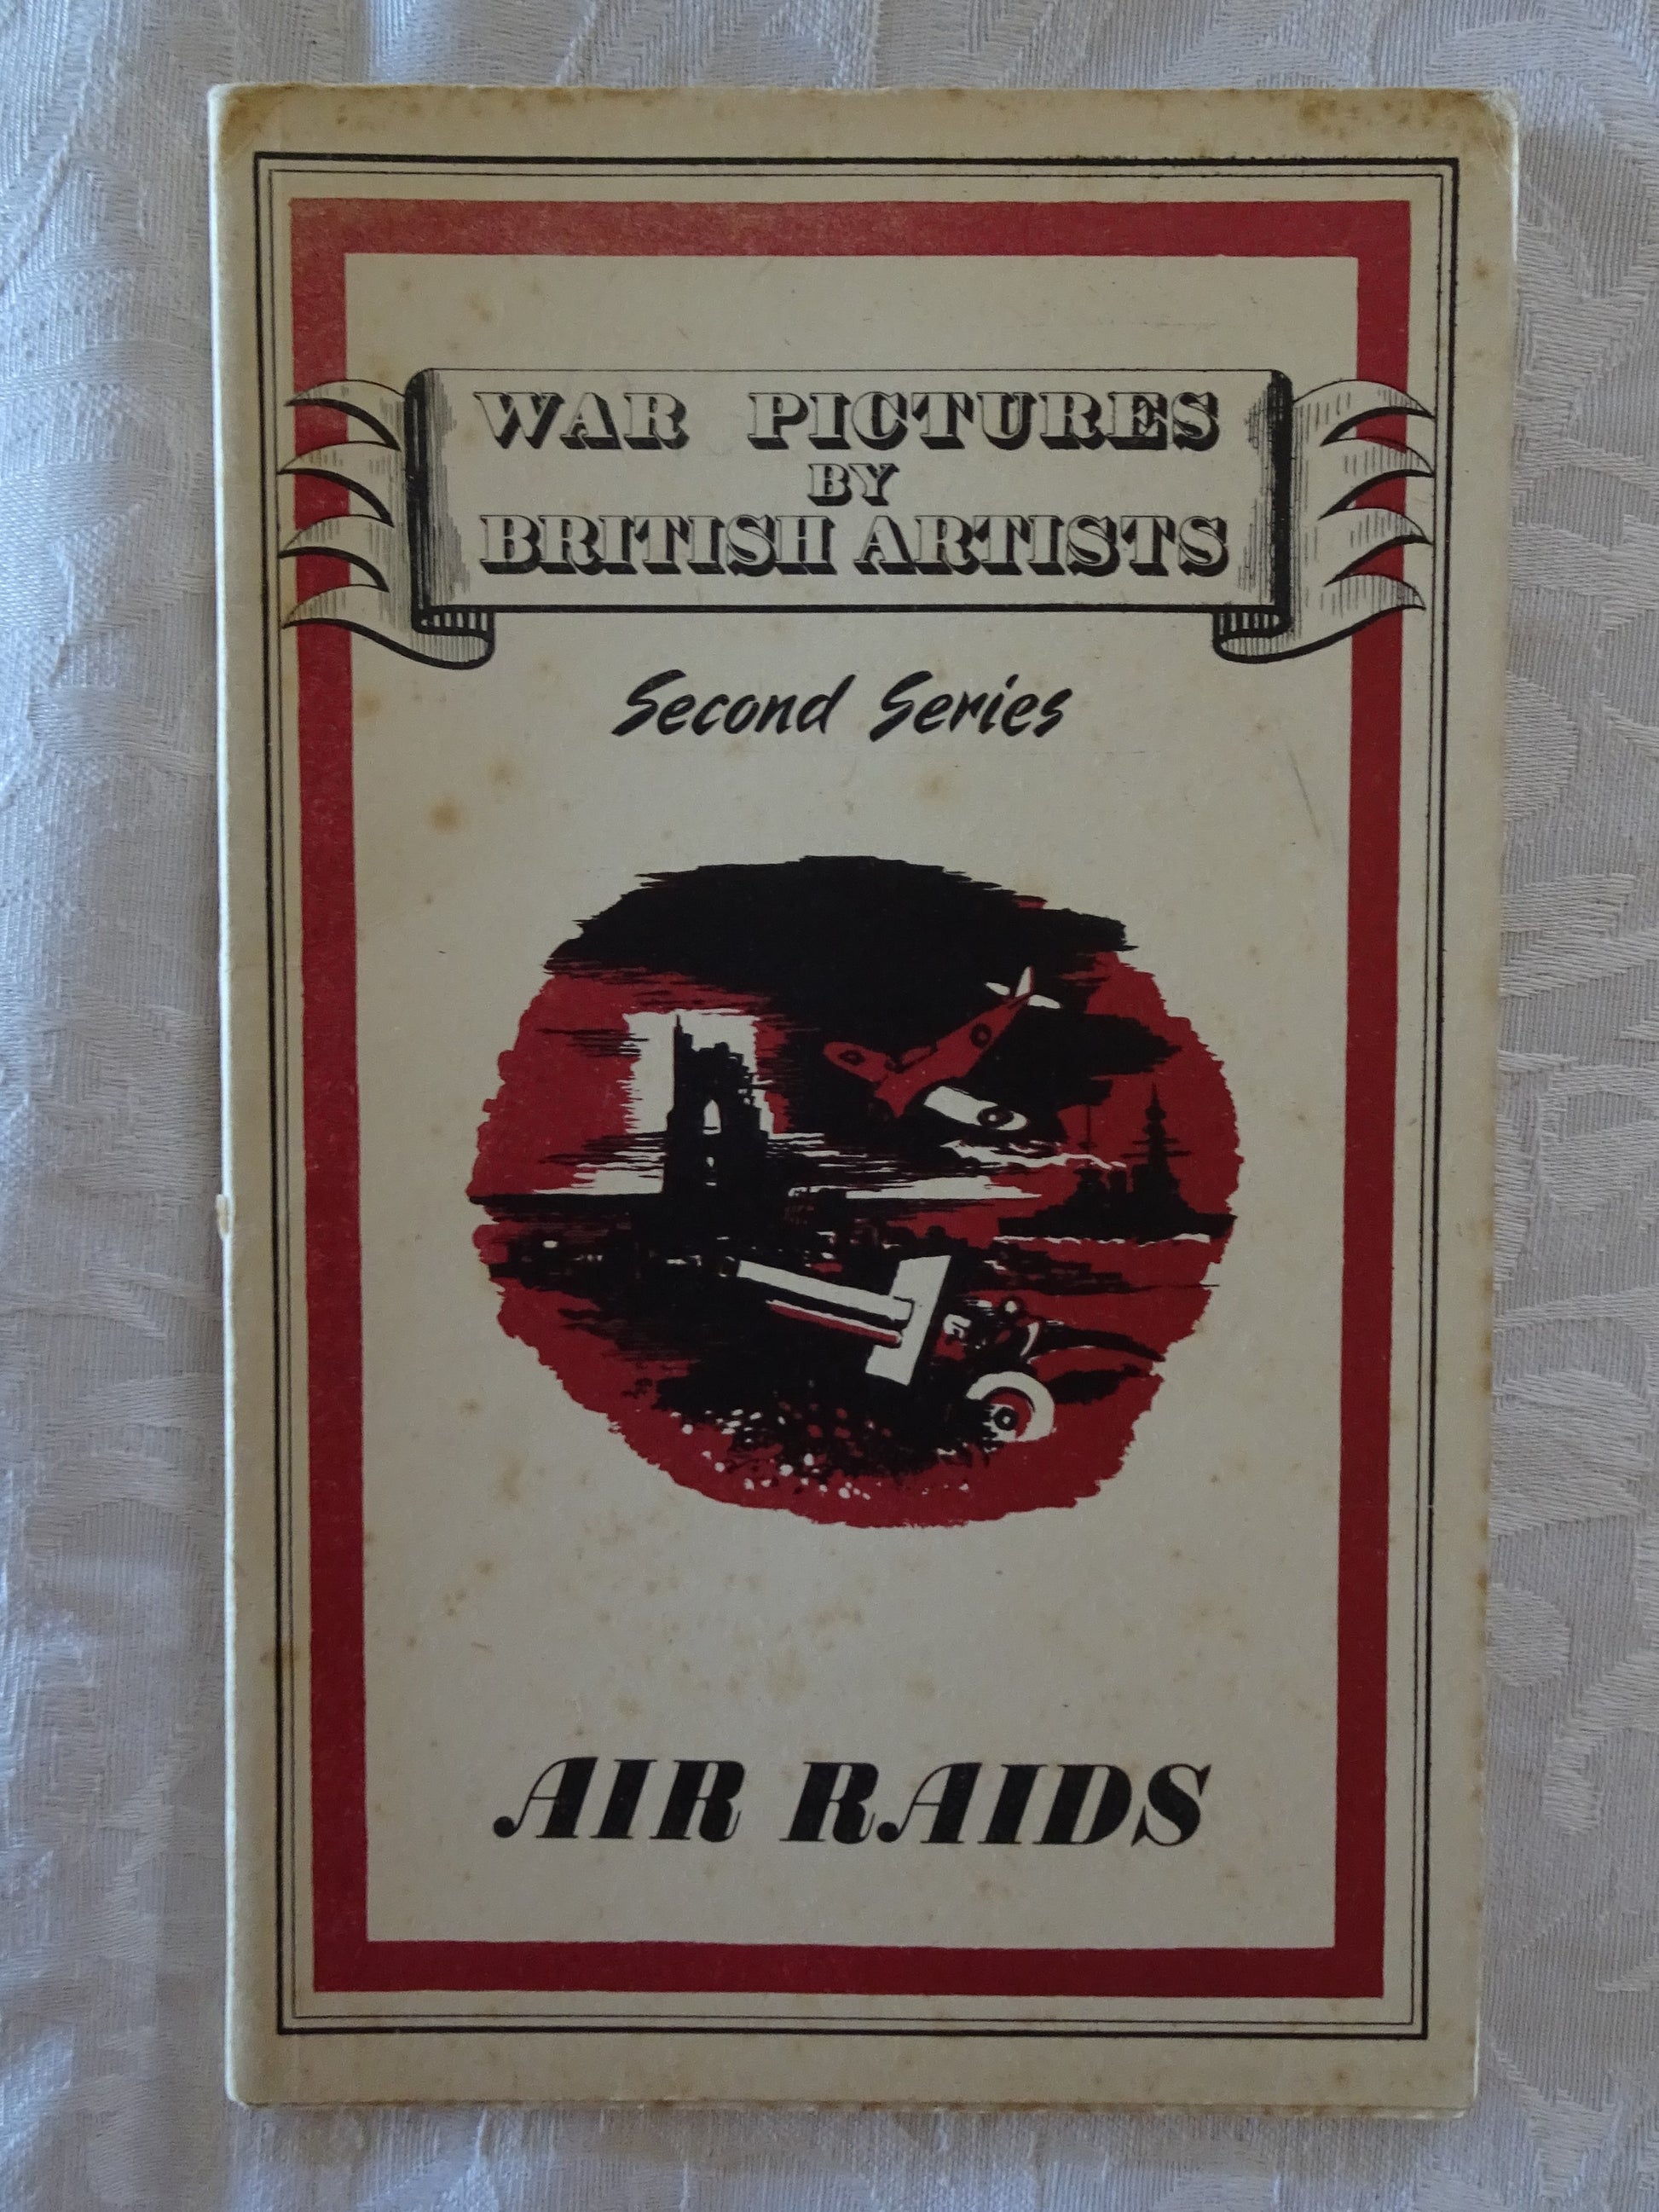 WAR PICTURES
BY
BRITISH ARTISTS
Second Series
AIR RAIDS